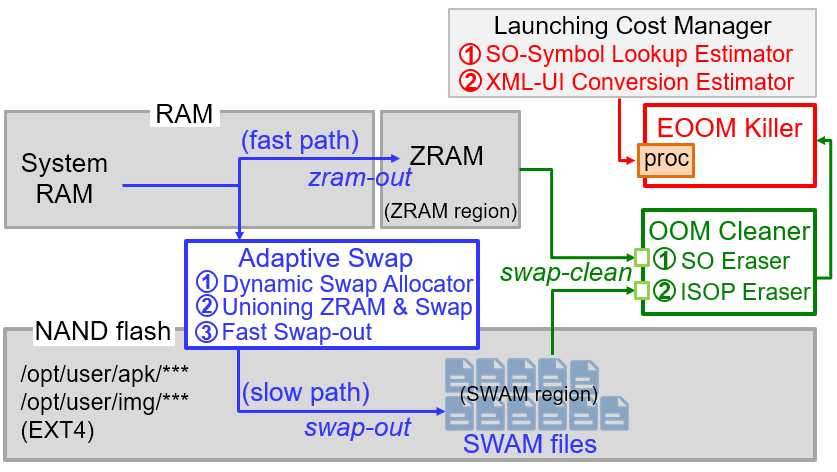 Launching Cost Manager
① SO-Symbol Lookup Estimator
② XML-UI Conversion Estimator
RAM
System
RAM
(fast path)
zram-out
ZRAM
(ZRAM region)
EOOM Killer
proc
OOM Cleaner
① SO Eraser
② ISOP Eraser
swap-clean
Adaptive Swap
① Dynamic Swap Allocator
② Unioning ZRAM & Swap
③ Fast Swap-out
NAND flash
/opt/user/apk/***
/opt/user/img/***
(EXT4)
(slow path)
swap-out
(SWAM region)
SWAM files